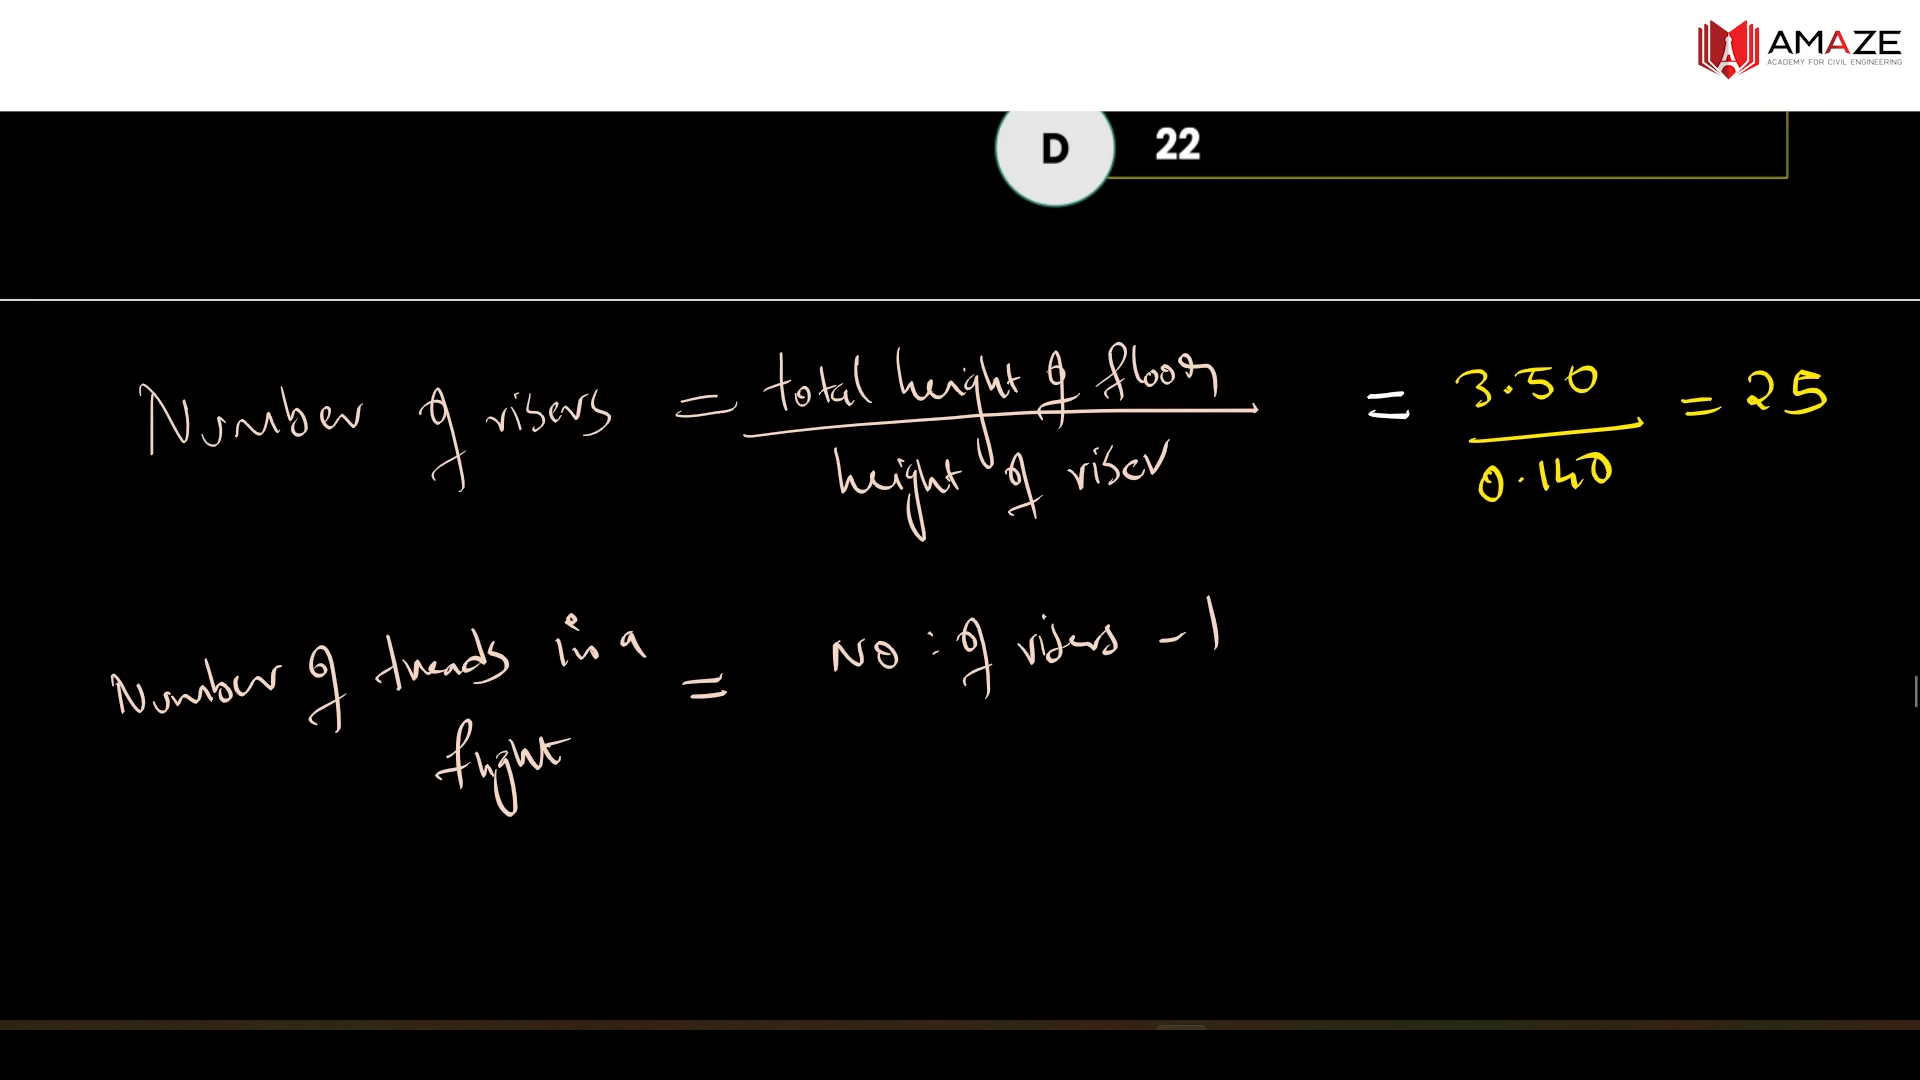 AMAZE
ACADEMY FOR CIVIL ENGINEERING
D 22
Number of risers = total height of floor / height of riser = 3.50 / 0.140 = 25
Number of treads in a flight = No: of risers - 1